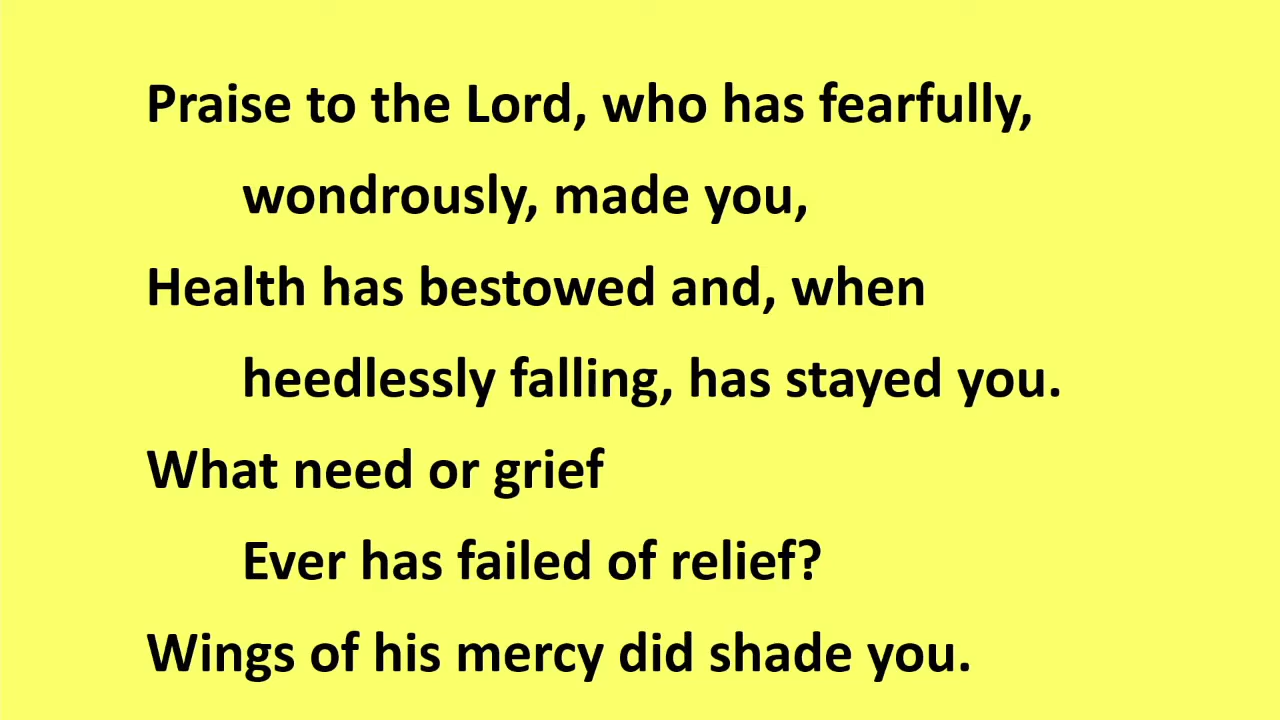 Praise to the Lord, who has fearfully,
wondrously, made you,
Health has bestowed and, when
heedlessly falling, has stayed you.
What need or grief
Ever has failed of relief?
Wings of his mercy did shade you.